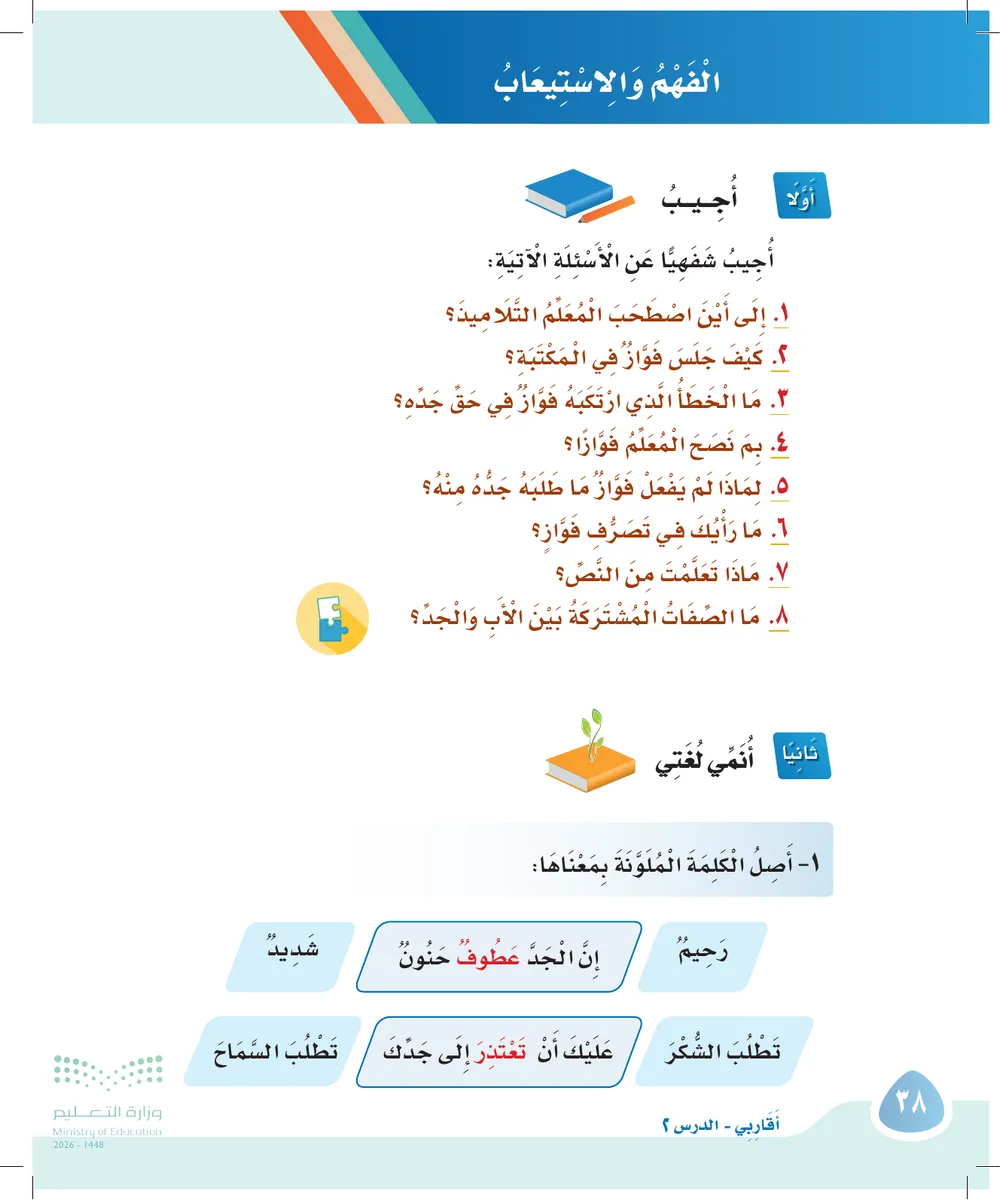 الْفَهْمُ وَالِاسْتِيعَابُ
أَوَّلًا أُجِـيـبُ
أُجِيبُ شَفَهِيًّا عَنِ الْأَسْئِلَةِ الْآتِيَةِ:
١. إِلَى أَيْنَ اصْطَحَبَ الْمُعَلِّمُ التَّلَامِيذَ؟
٢. كَيْفَ جَلَسَ فَوَّازٌ فِي الْمَكْتَبَةِ؟
٣. مَا الْخَطَأُ الَّذِي ارْتَكَبَهُ فَوَّازٌ فِي حَقِّ جَدِّهِ؟
٤. بِمَ نَصَحَ الْمُعَلِّمُ فَوَّازًا؟
٥. لِمَاذَا لَمْ يَفْعَلْ فَوَّازٌ مَا طَلَبَهُ جَدُّهُ مِنْهُ؟
٦. مَا رَأْيُكَ فِي تَصَرُّفِ فَوَّازٍ؟
٧. مَاذَا تَعَلَّمْتَ مِنَ النَّصِّ؟
٨. مَا الصِّفَاتُ الْمُشْتَرَكَةُ بَيْنَ الْأَبِ وَالْجَدِّ؟
ثَانِيًا أُنَمِّي لُغَتِي
١- أَصِلُ الْكَلِمَةَ الْمُلَوَّنَةَ بِمَعْنَاهَا:
رَحِيمٌ إِنَّ الْجَدَّ عَطُوفٌ حَنُونٌ شَدِيدٌ
تَطْلُبَ الشُّكْرَ عَلَيْكَ أَنْ تَعْتَذِرَ إِلَى جَدِّكَ تَطْلُبَ السَّمَاحَ
٣٨
أَقَارِبِي - الدرس ٢
وزارة التعـــليم
Ministry of Education
2026 - 1448